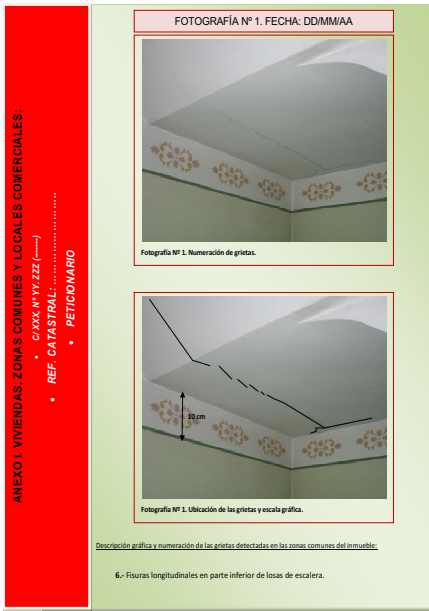 ANEXO I. VIVIENDAS, ZONAS COMUNES Y LOCALES COMERCIALES:
• C/ XXX, Nº YY. ZZZ (-------)
• REF. CATASTRAL: ..............................
• PETICIONARIO
FOTOGRAFÍA Nº 1. FECHA: DD/MM/AA
Fotografía Nº 1. Numeración de grietas.
10 cm
Fotografía Nº 1. Ubicación de las grietas y escala gráfica.
Descripción gráfica y numeración de las grietas detectadas en las zonas comunes del inmueble:
6.- Fisuras longitudinales en parte inferior de losas de escalera.